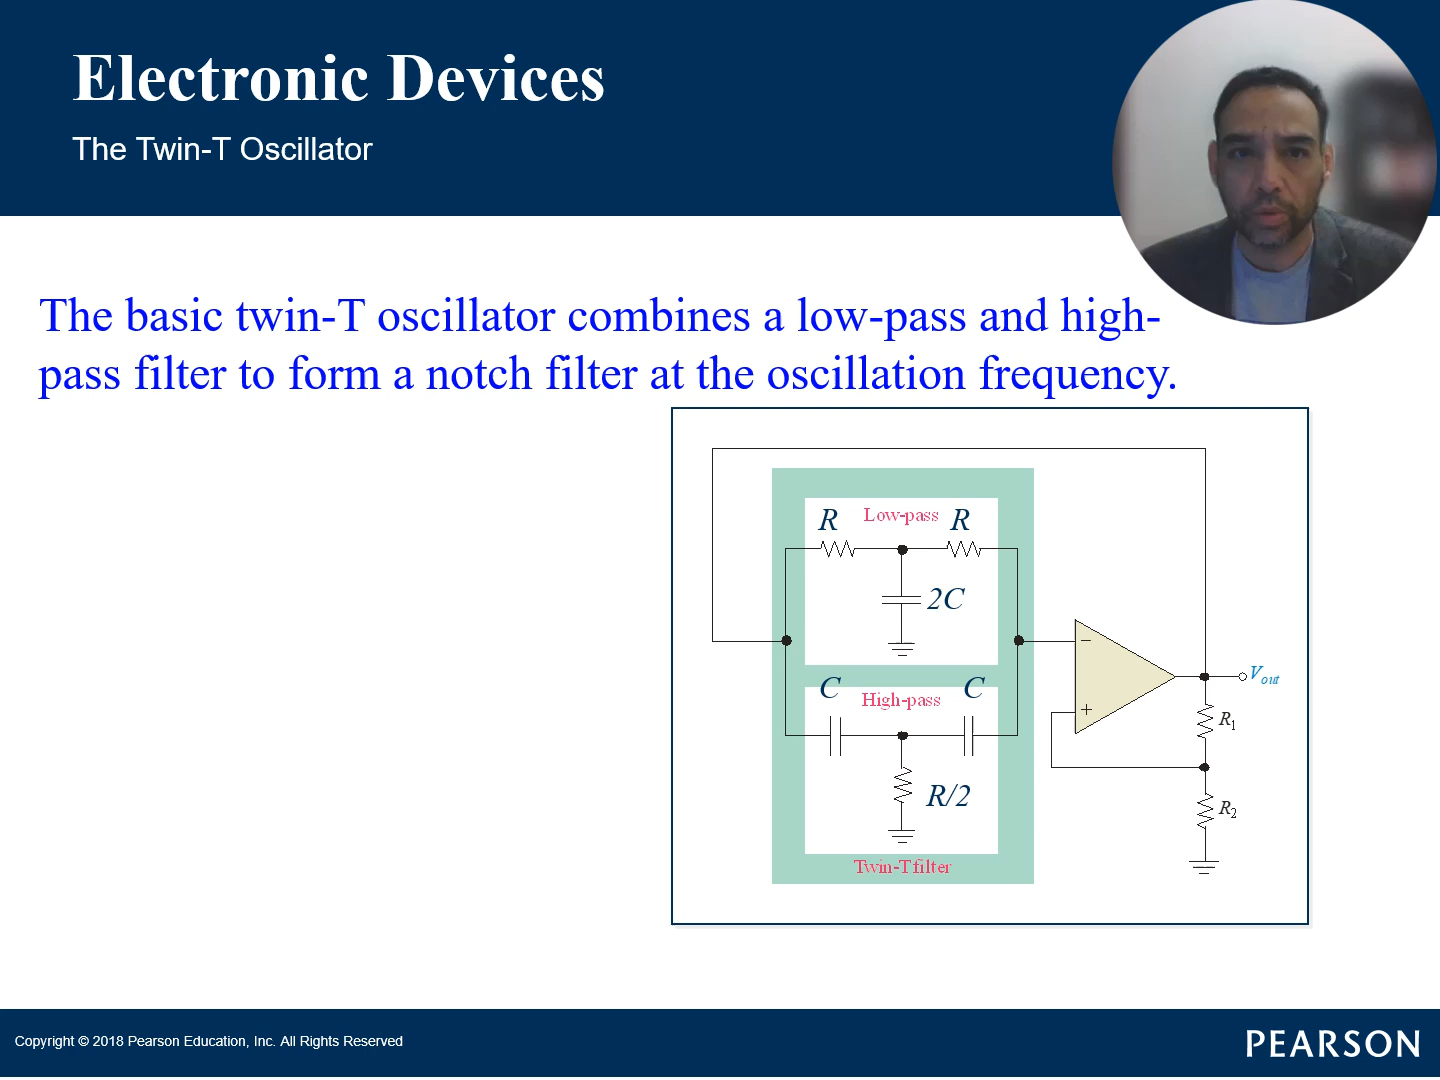 Electronic Devices
The Twin-T Oscillator
The basic twin-T oscillator combines a low-pass and high-
pass filter to form a notch filter at the oscillation frequency.
R Low-pass R
2C
C High-pass C
R/2
Twin-T filter
−
+
Vout
R1
R2
Copyright © 2018 Pearson Education, Inc. All Rights Reserved
PEARSON